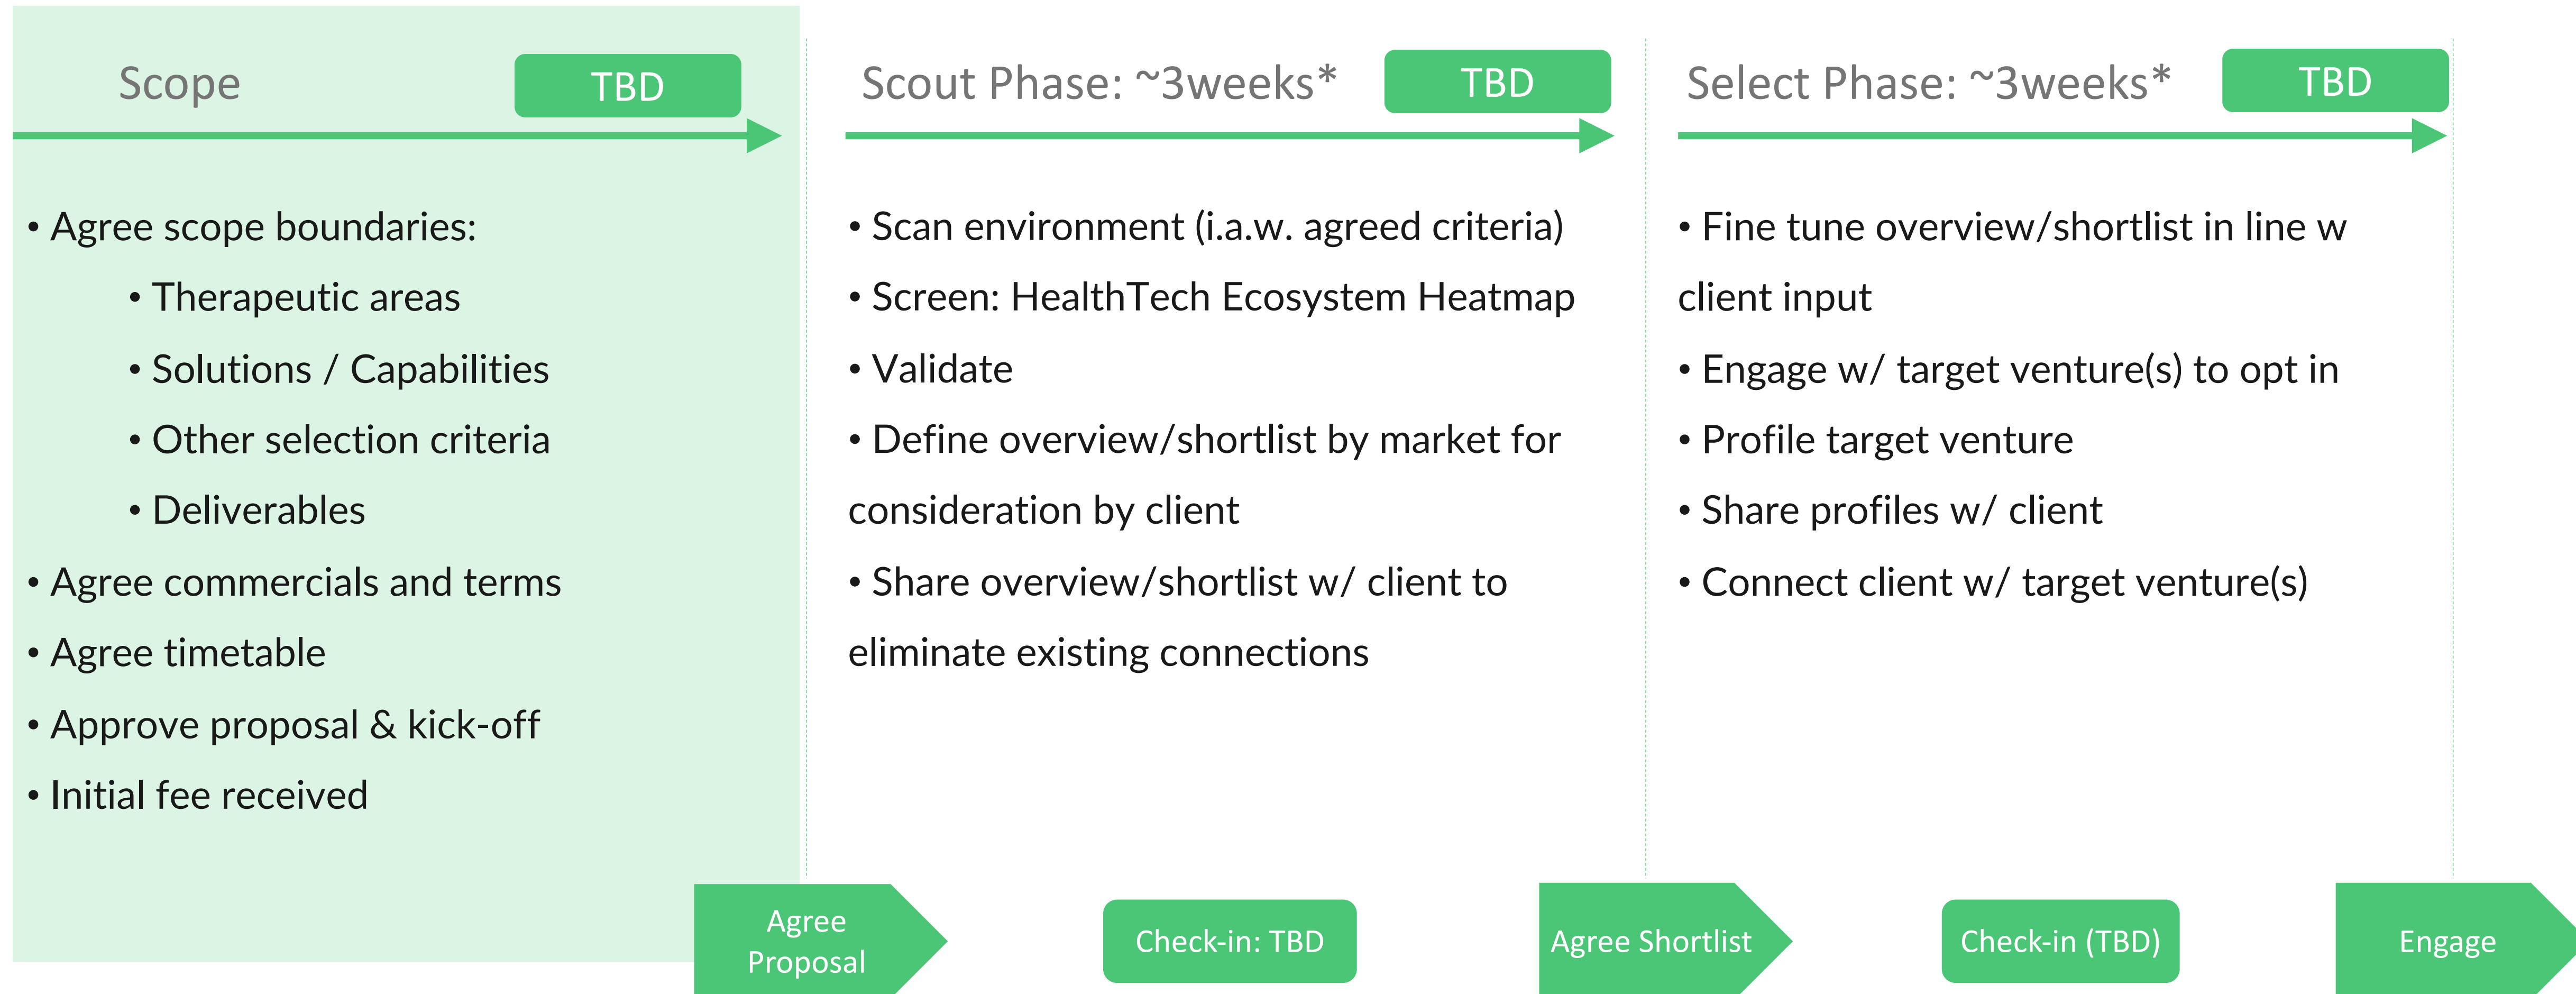 Scope
TBD
• Agree scope boundaries:
• Therapeutic areas
• Solutions / Capabilities
• Other selection criteria
• Deliverables
• Agree commercials and terms
• Agree timetable
• Approve proposal & kick-off
• Initial fee received
Scout Phase: ~3weeks*
TBD
• Scan environment (i.a.w. agreed criteria)
• Screen: HealthTech Ecosystem Heatmap
• Validate
• Define overview/shortlist by market for
consideration by client
• Share overview/shortlist w/ client to
eliminate existing connections
Select Phase: ~3weeks*
TBD
• Fine tune overview/shortlist in line w
client input
• Engage w/ target venture(s) to opt in
• Profile target venture
• Share profiles w/ client
• Connect client w/ target venture(s)
Agree
Proposal
Check-in: TBD
Agree Shortlist
Check-in (TBD)
Engage